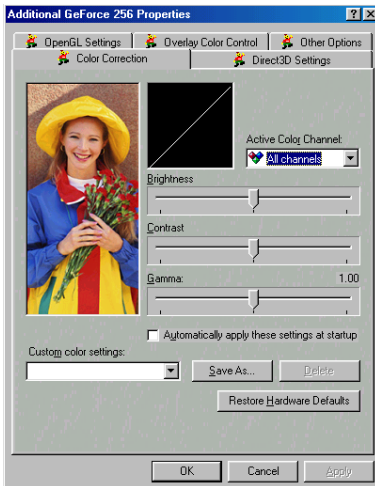 Additional GeForce 256 Properties
OpenGL Settings
Overlay Color Control
Other Options
Color Correction
Direct3D Settings
Active Color Channel:
All channels
Brightness
Contrast
Gamma: 1.00
Automatically apply these settings at startup
Custom color settings:
Save As...
Delete
Restore Hardware Defaults
OK
Cancel
Apply